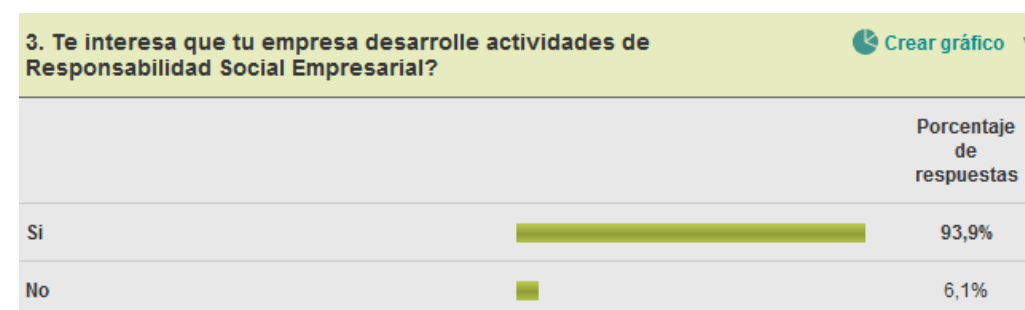 3. Te interesa que tu empresa desarrolle actividades de
Responsabilidad Social Empresarial?
Crear gráfico
Porcentaje
de
respuestas
Si 93,9%
No 6,1%